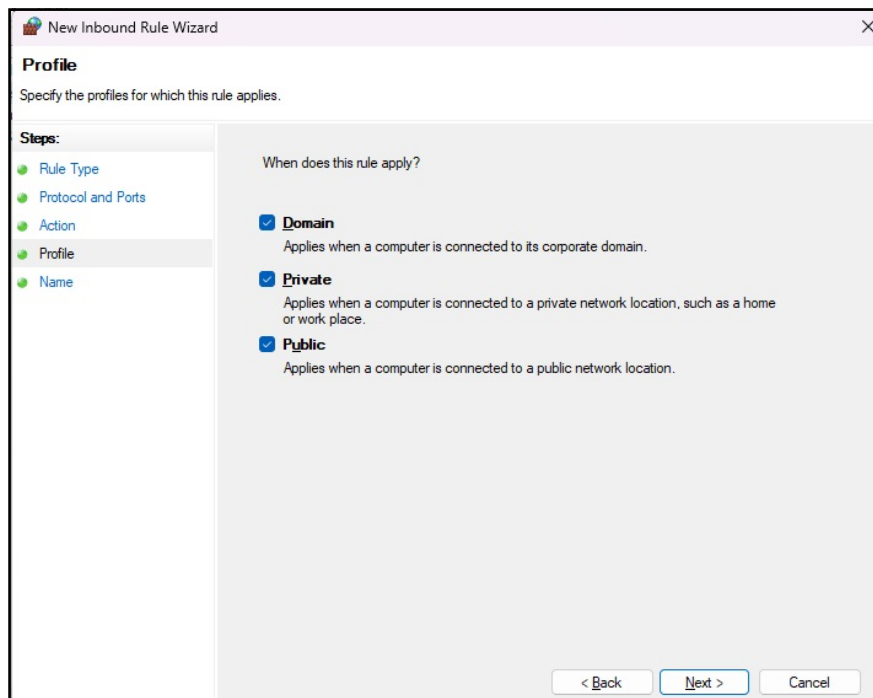 New Inbound Rule Wizard
Profile
Specify the profiles for which this rule applies.
Steps:
Rule Type
Protocol and Ports
Action
Profile
Name
When does this rule apply?
Domain
Applies when a computer is connected to its corporate domain.
Private
Applies when a computer is connected to a private network location, such as a home
or work place.
Public
Applies when a computer is connected to a public network location.
< Back
Next >
Cancel